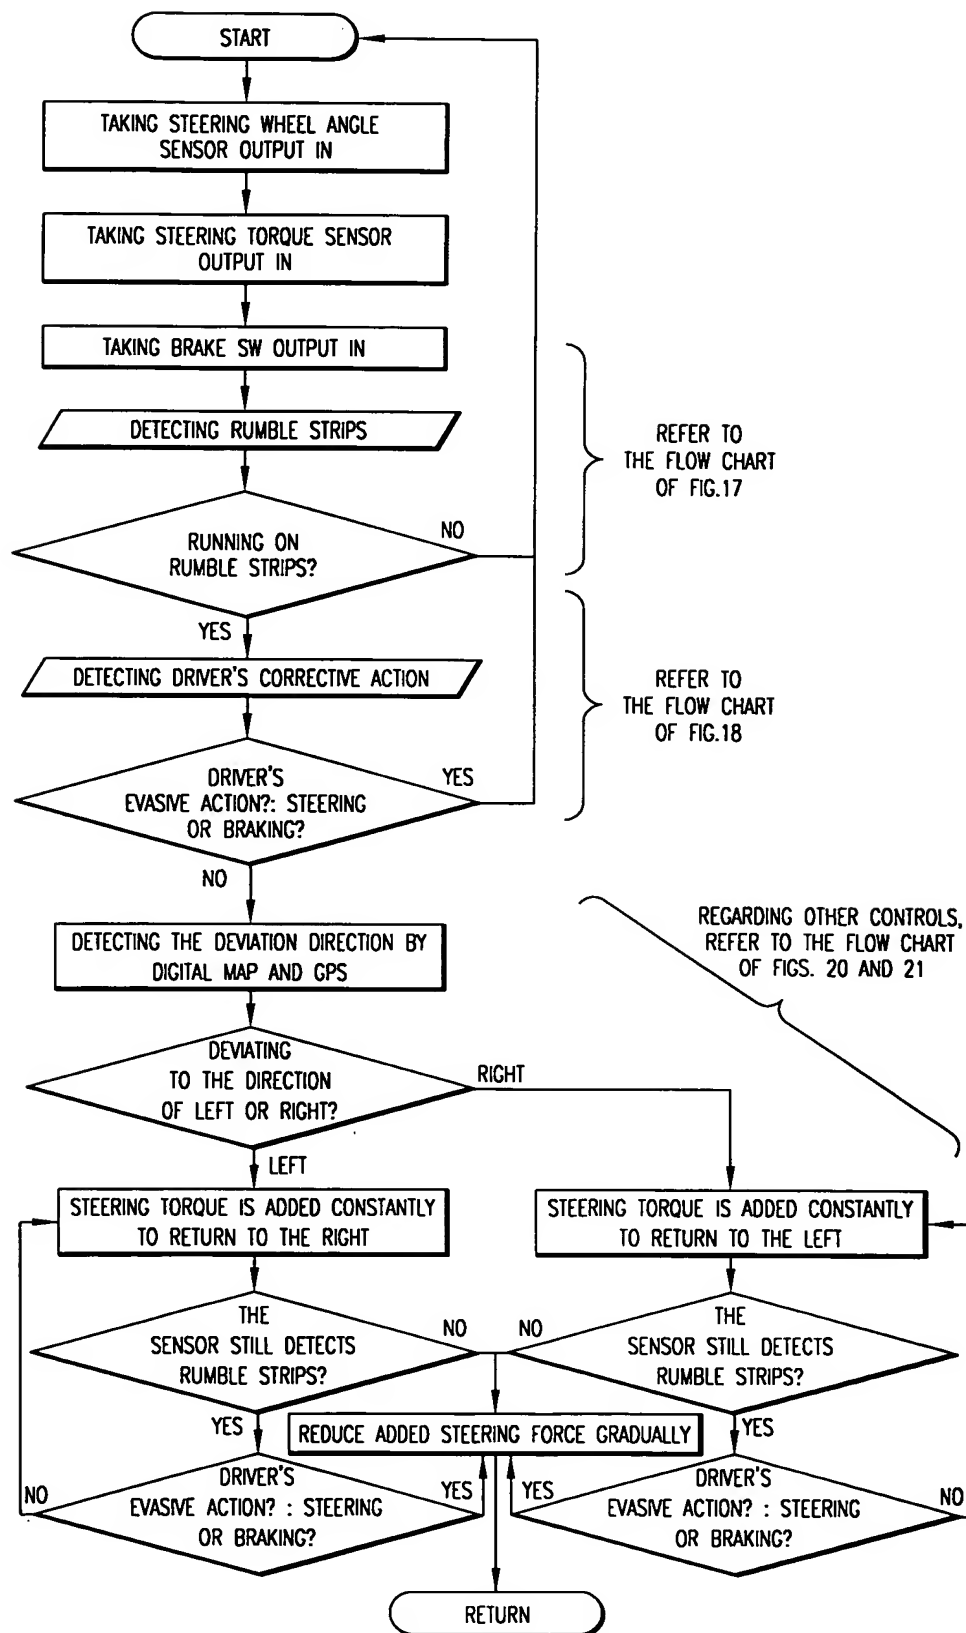 START
TAKING STEERING WHEEL ANGLE
SENSOR OUTPUT IN
TAKING STEERING TORQUE SENSOR
OUTPUT IN
TAKING BRAKE SW OUTPUT IN
DETECTING RUMBLE STRIPS
REFER TO
THE FLOW CHART
OF FIG.17
RUNNING ON
RUMBLE STRIPS?
NO
YES
DETECTING DRIVER'S CORRECTIVE ACTION
REFER TO
THE FLOW CHART
OF FIG.18
DRIVER'S
EVASIVE ACTION?: STEERING
OR BRAKING?
YES
NO
DETECTING THE DEVIATION DIRECTION BY
DIGITAL MAP AND GPS
REGARDING OTHER CONTROLS,
REFER TO THE FLOW CHART
OF FIGS. 20 AND 21
DEVIATING
TO THE DIRECTION
OF LEFT OR RIGHT?
RIGHT
LEFT
STEERING TORQUE IS ADDED CONSTANTLY
TO RETURN TO THE RIGHT
STEERING TORQUE IS ADDED CONSTANTLY
TO RETURN TO THE LEFT
THE
SENSOR STILL DETECTS
RUMBLE STRIPS?
NO
NO
THE
SENSOR STILL DETECTS
RUMBLE STRIPS?
YES
REDUCE ADDED STEERING FORCE GRADUALLY
YES
NO
DRIVER'S
EVASIVE ACTION? : STEERING
OR BRAKING?
YES
YES
DRIVER'S
EVASIVE ACTION? : STEERING
OR BRAKING?
NO
RETURN